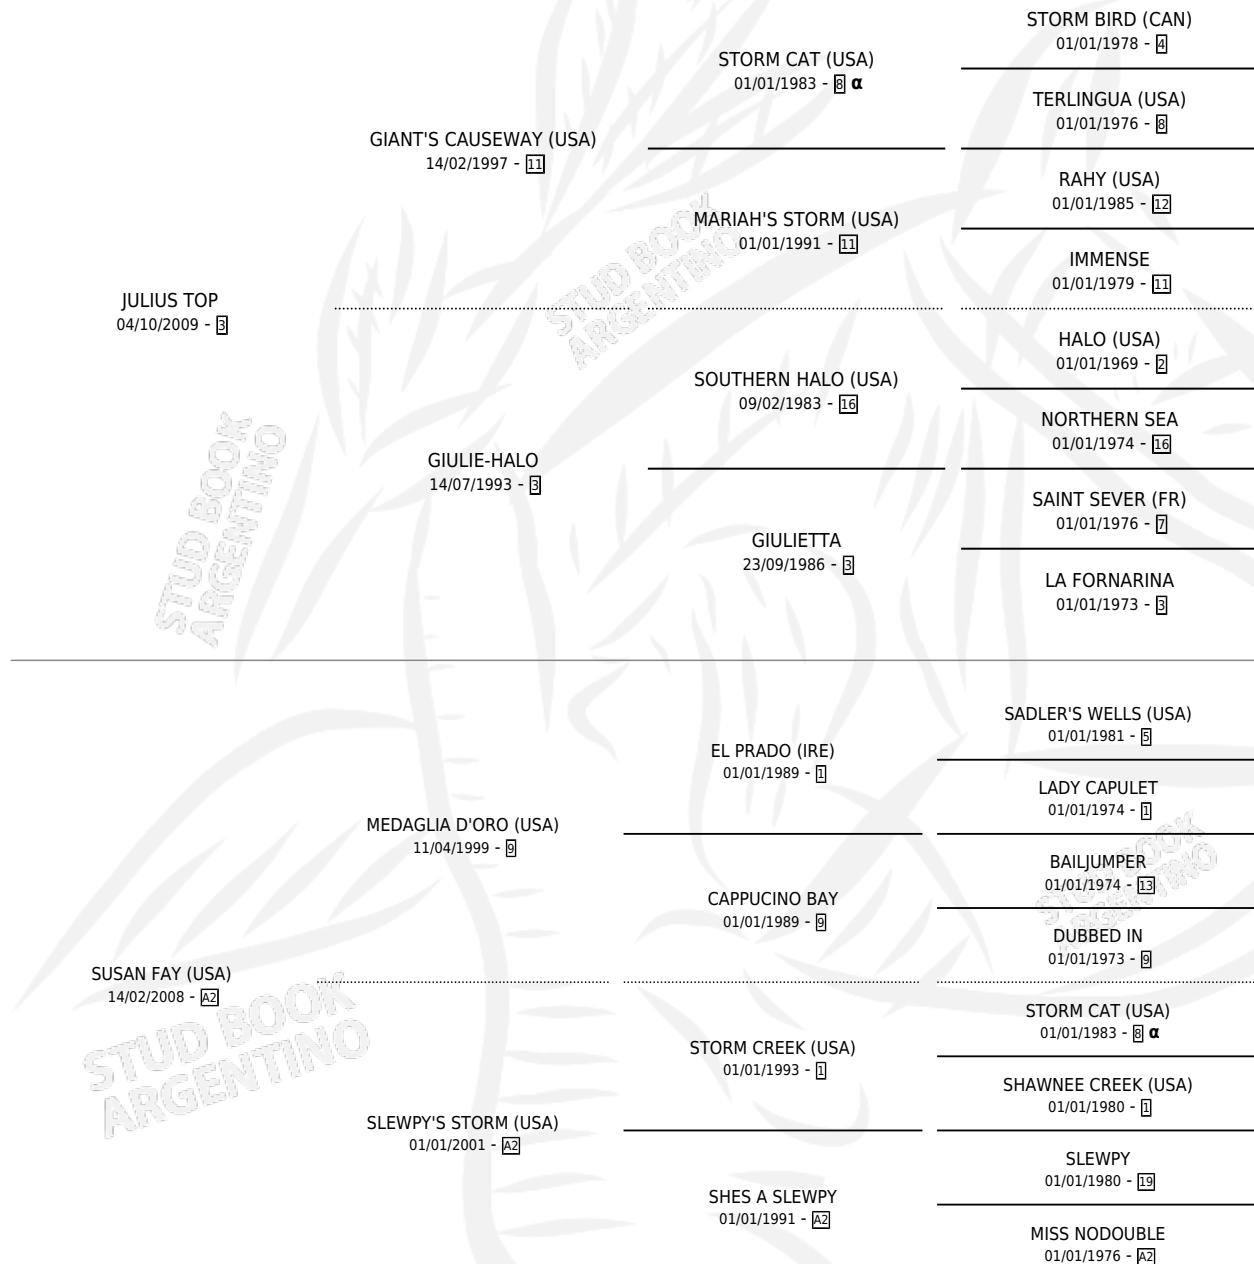 STORM BIRD (CAN)
01/01/1978 - 4
STORM CAT (USA)
01/01/1983 - 8 α
TERLINGUA (USA)
01/01/1976 - 8
GIANT'S CAUSEWAY (USA)
14/02/1997 - 11
RAHY (USA)
01/01/1985 - 12
MARIAH'S STORM (USA)
01/01/1991 - 11
IMMENSE
01/01/1979 - 11
JULIUS TOP
04/10/2009 - 3
HALO (USA)
01/01/1969 - 2
SOUTHERN HALO (USA)
09/02/1983 - 16
NORTHERN SEA
01/01/1974 - 16
GIULIE-HALO
14/07/1993 - 3
SAINT SEVER (FR)
01/01/1976 - 7
GIULIETTA
23/09/1986 - 3
LA FORNARINA
01/01/1973 - 3
STUD BOOK
ARGENTINO
STUD BOOK
ARGENTINO
SADLER'S WELLS (USA)
01/01/1981 - 5
EL PRADO (IRE)
01/01/1989 - 1
LADY CAPULET
01/01/1974 - 1
MEDAGLIA D'ORO (USA)
11/04/1999 - 9
BAILJUMPER
01/01/1974 - 13
CAPPUCINO BAY
01/01/1989 - 9
DUBBED IN
01/01/1973 - 9
SUSAN FAY (USA)
14/02/2008 - A2
STORM CAT (USA)
01/01/1983 - 8 α
STORM CREEK (USA)
01/01/1993 - 1
SHAWNEE CREEK (USA)
01/01/1980 - 1
SLEWPY'S STORM (USA)
01/01/2001 - A2
SLEWPY
01/01/1980 - 19
SHES A SLEWPY
01/01/1991 - A2
MISS NODOUBLE
01/01/1976 - A2
STUD BOOK
ARGENTINO
STUD BOOK
ARGENTINO